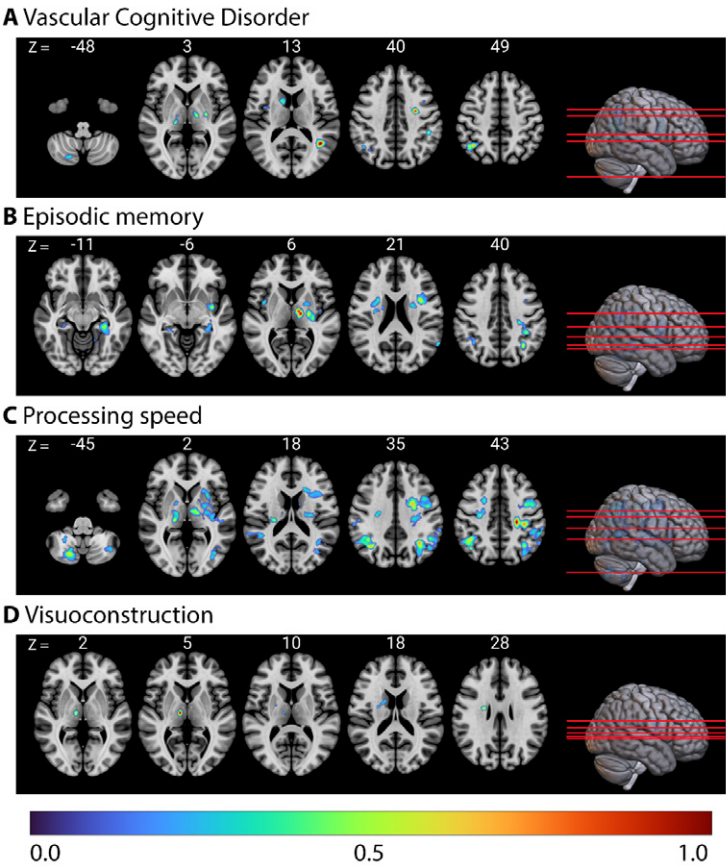 A Vascular Cognitive Disorder
Z = -48 3 13 40 49
B Episodic memory
Z = -11 -6 6 21 40
C Processing speed
Z = -45 2 18 35 43
D Visuoconstruction
Z = 2 5 10 18 28
0.0 0.5 1.0